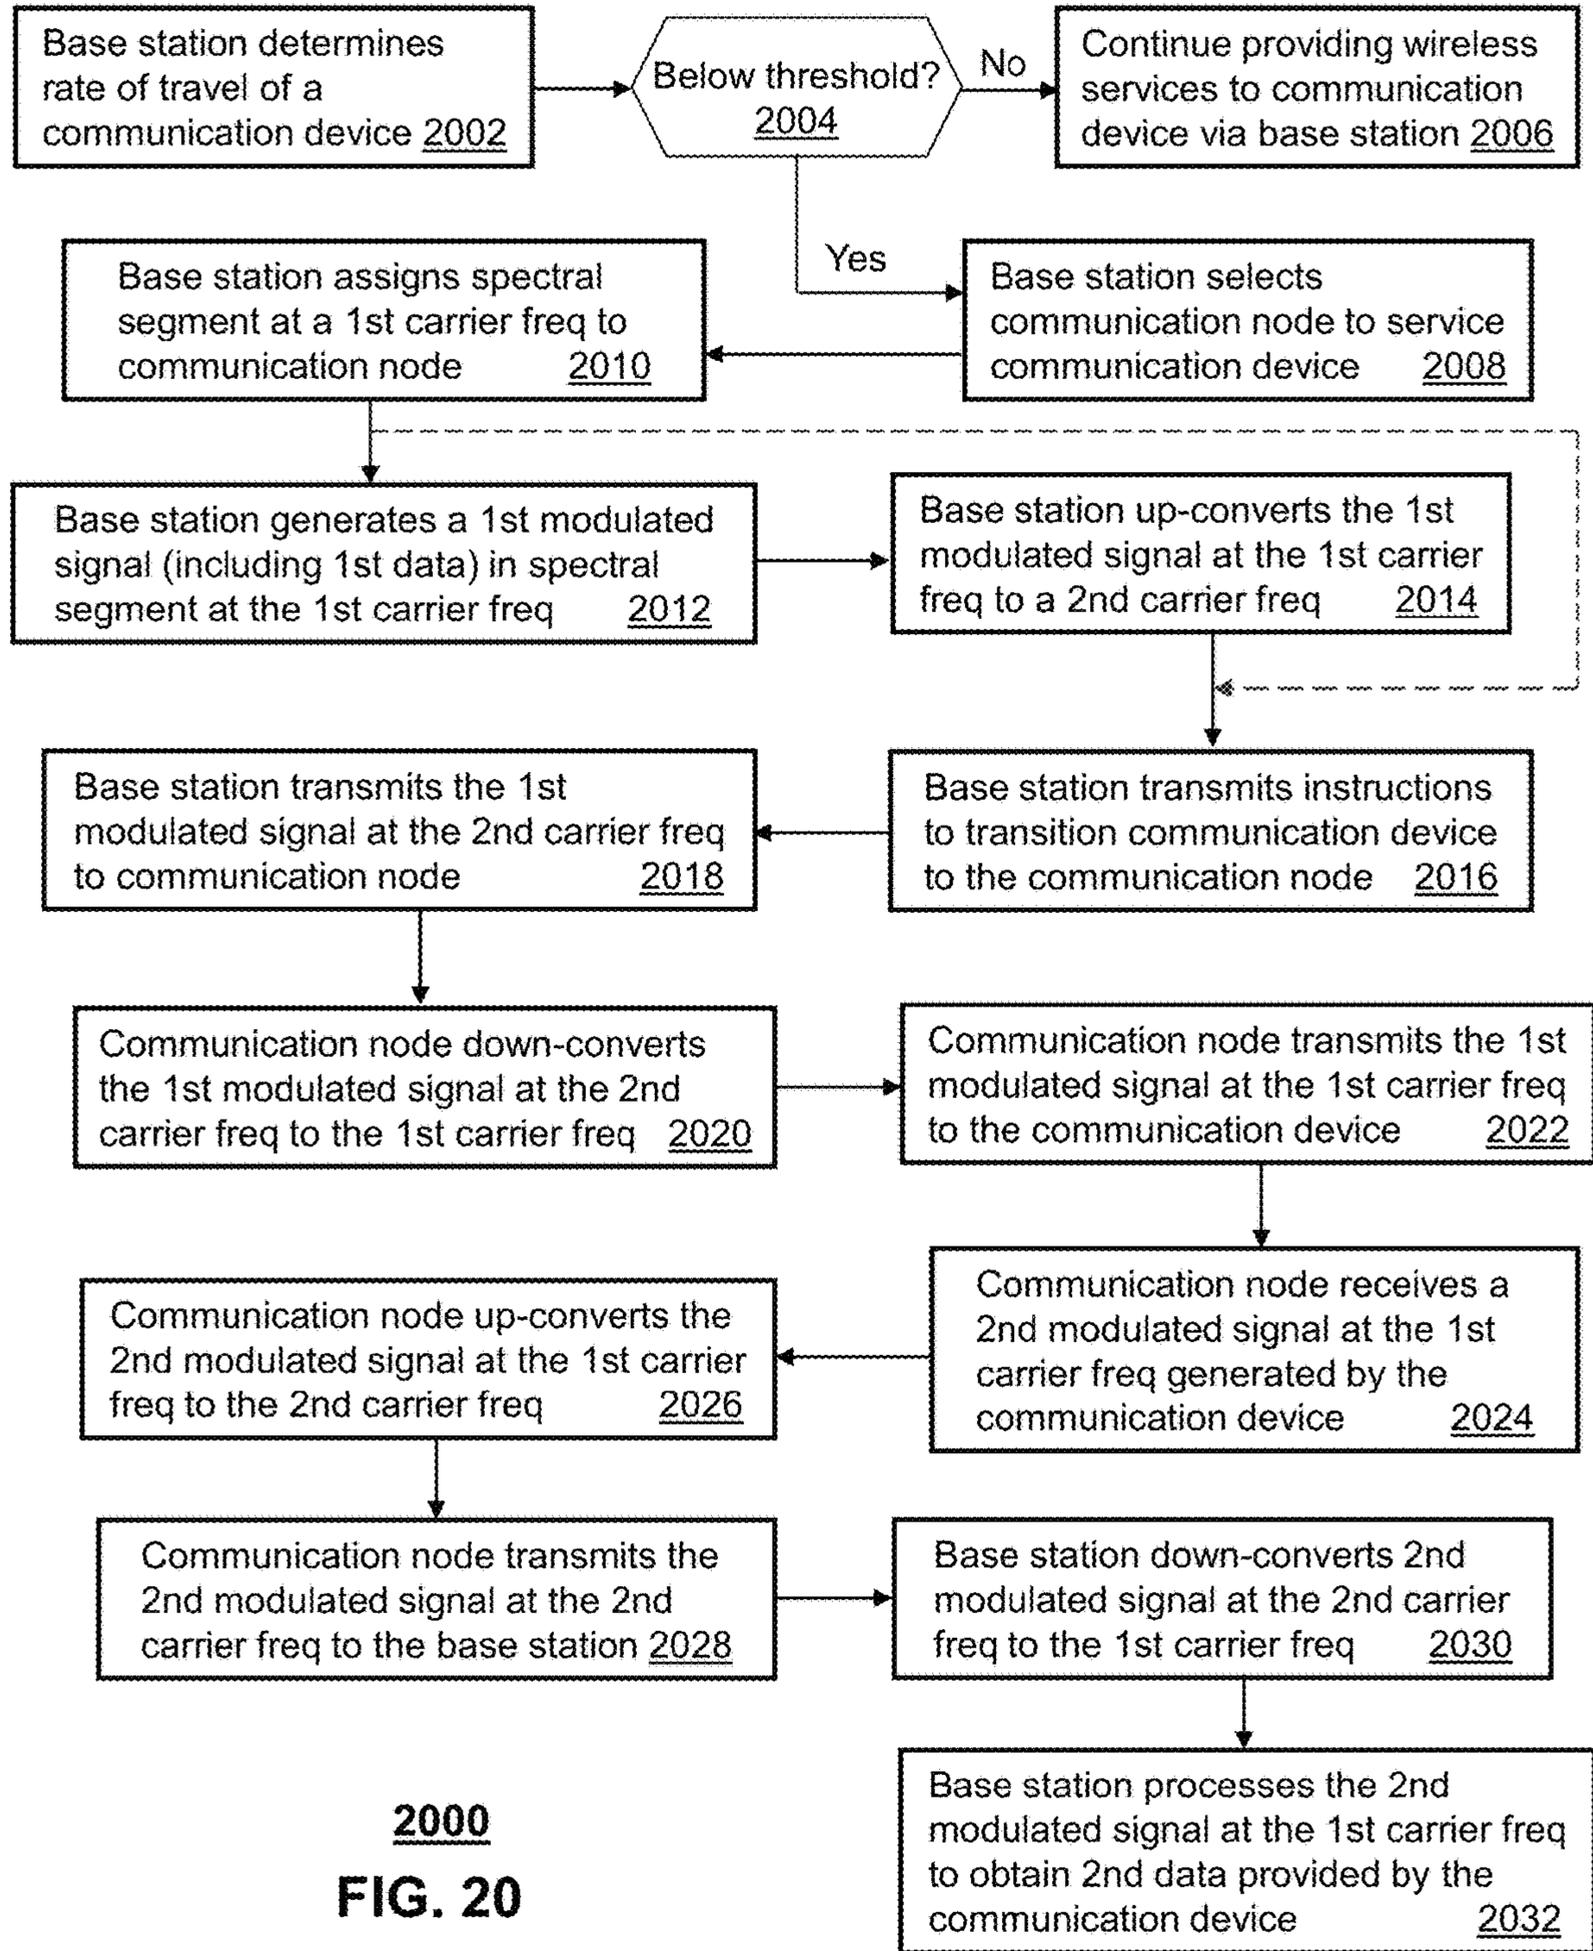 Base station determines
rate of travel of a
communication device 2002
Below threshold?
2004
No
Continue providing wireless
services to communication
device via base station 2006
Yes
Base station selects
communication node to service
communication device 2008
Base station assigns spectral
segment at a 1st carrier freq to
communication node 2010
Base station generates a 1st modulated
signal (including 1st data) in spectral
segment at the 1st carrier freq 2012
Base station up-converts the 1st
modulated signal at the 1st carrier
freq to a 2nd carrier freq 2014
Base station transmits instructions
to transition communication device
to the communication node 2016
Base station transmits the 1st
modulated signal at the 2nd carrier freq
to communication node 2018
Communication node down-converts
the 1st modulated signal at the 2nd
carrier freq to the 1st carrier freq 2020
Communication node transmits the 1st
modulated signal at the 1st carrier freq
to the communication device 2022
Communication node receives a
2nd modulated signal at the 1st
carrier freq generated by the
communication device 2024
Communication node up-converts the
2nd modulated signal at the 1st carrier
freq to the 2nd carrier freq 2026
Communication node transmits the
2nd modulated signal at the 2nd
carrier freq to the base station 2028
Base station down-converts 2nd
modulated signal at the 2nd carrier
freq to the 1st carrier freq 2030
Base station processes the 2nd
modulated signal at the 1st carrier freq
to obtain 2nd data provided by the
communication device 2032
2000
FIG. 20